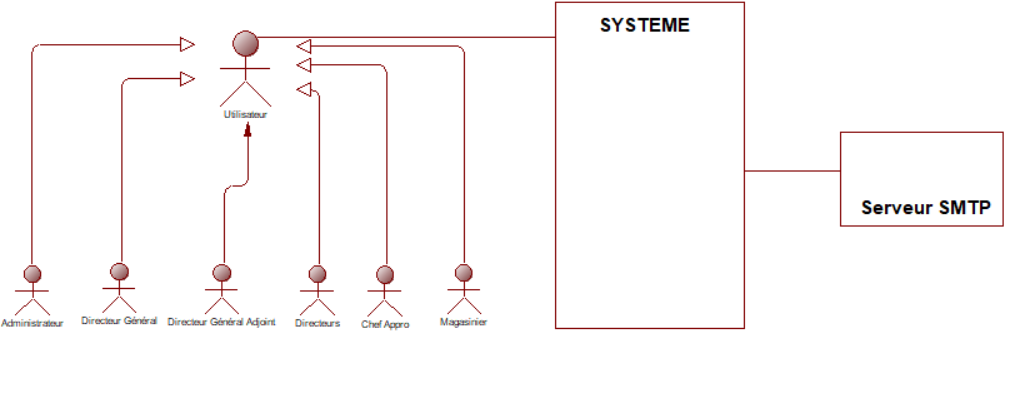 SYSTEME
Utilisateur
Serveur SMTP
Administrateur
Directeur Général
Directeur Général Adjoint
Directeurs
Chef Appro
Magasinier